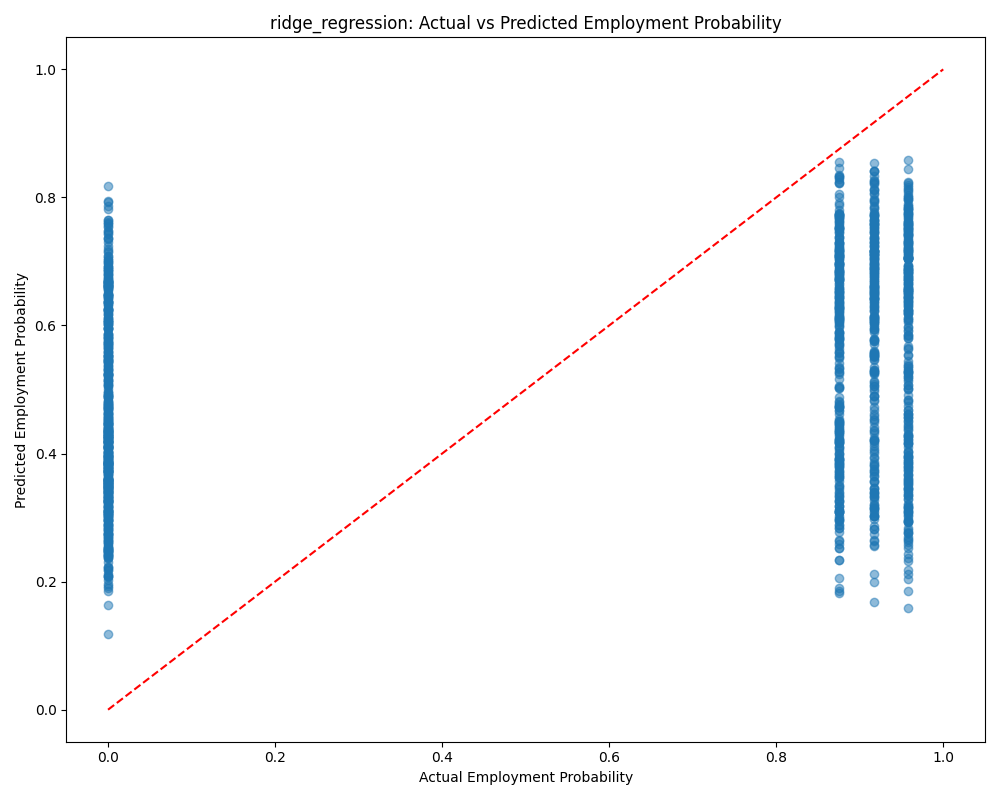 ridge_regression: Actual vs Predicted Employment Probability
Predicted Employment Probability
1.0
0.8
0.6
0.4
0.2
0.0
0.0 0.2 0.4 0.6 0.8 1.0
Actual Employment Probability